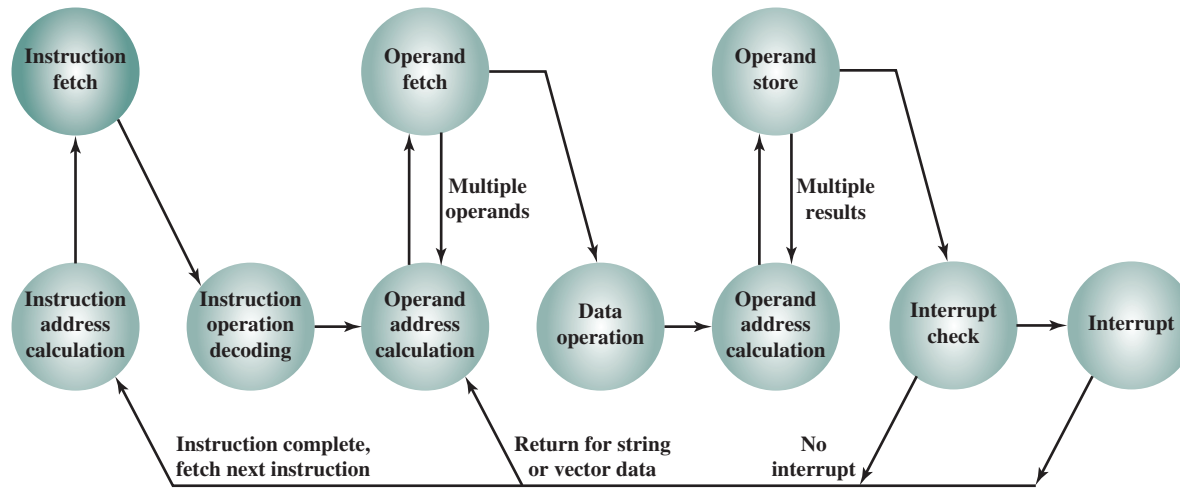 Instruction
fetch
Operand
fetch
Operand
store
Multiple
operands
Multiple
results
Instruction
address
calculation
Instruction
operation
decoding
Operand
address
calculation
Data
operation
Operand
address
calculation
Interrupt
check
Interrupt
Instruction complete,
fetch next instruction
Return for string
or vector data
No
interrupt